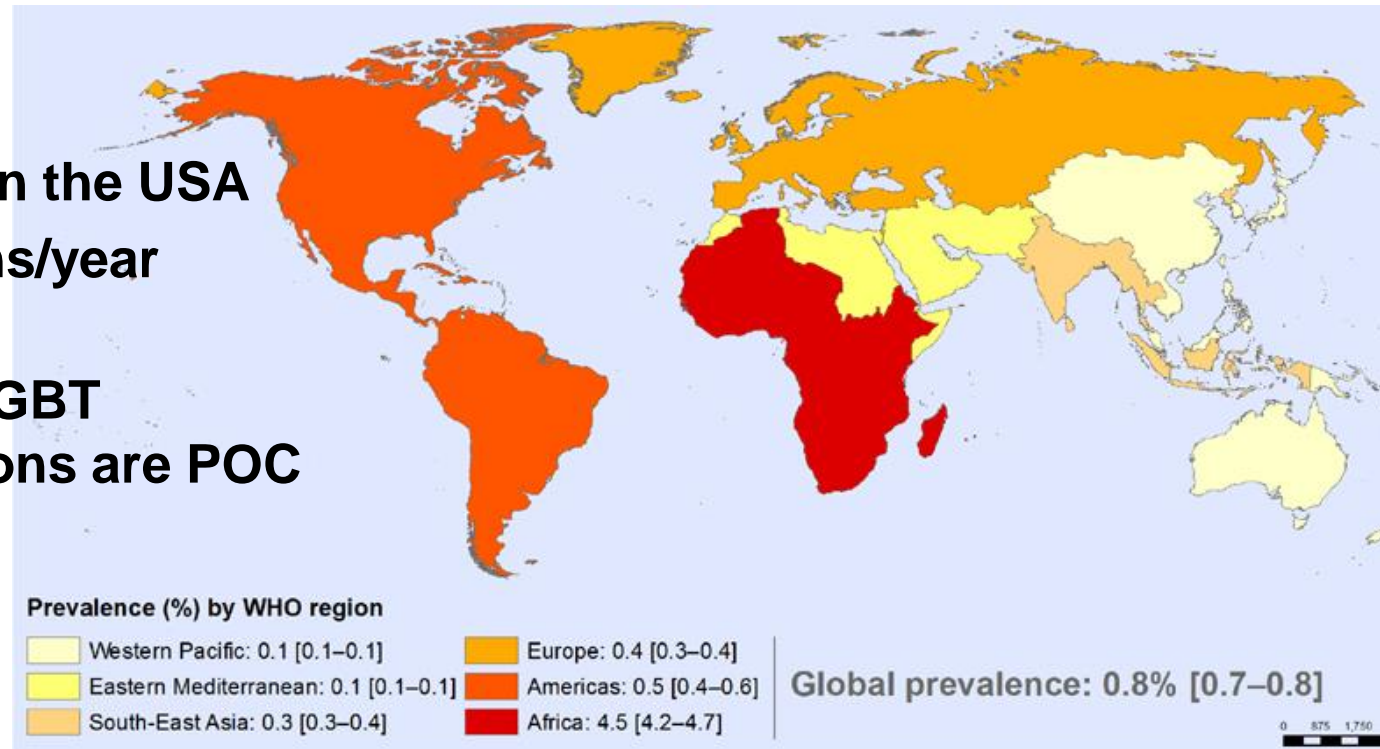 n the USA
ns/year
GBT
ons are POC
Prevalence (%) by WHO region
Western Pacific: 0.1 [0.1–0.1]
Eastern Mediterranean: 0.1 [0.1–0.1]
South-East Asia: 0.3 [0.3–0.4]
Europe: 0.4 [0.3–0.4]
Americas: 0.5 [0.4–0.6]
Africa: 4.5 [4.2–4.7]
Global prevalence: 0.8% [0.7–0.8]
0 875 1,750